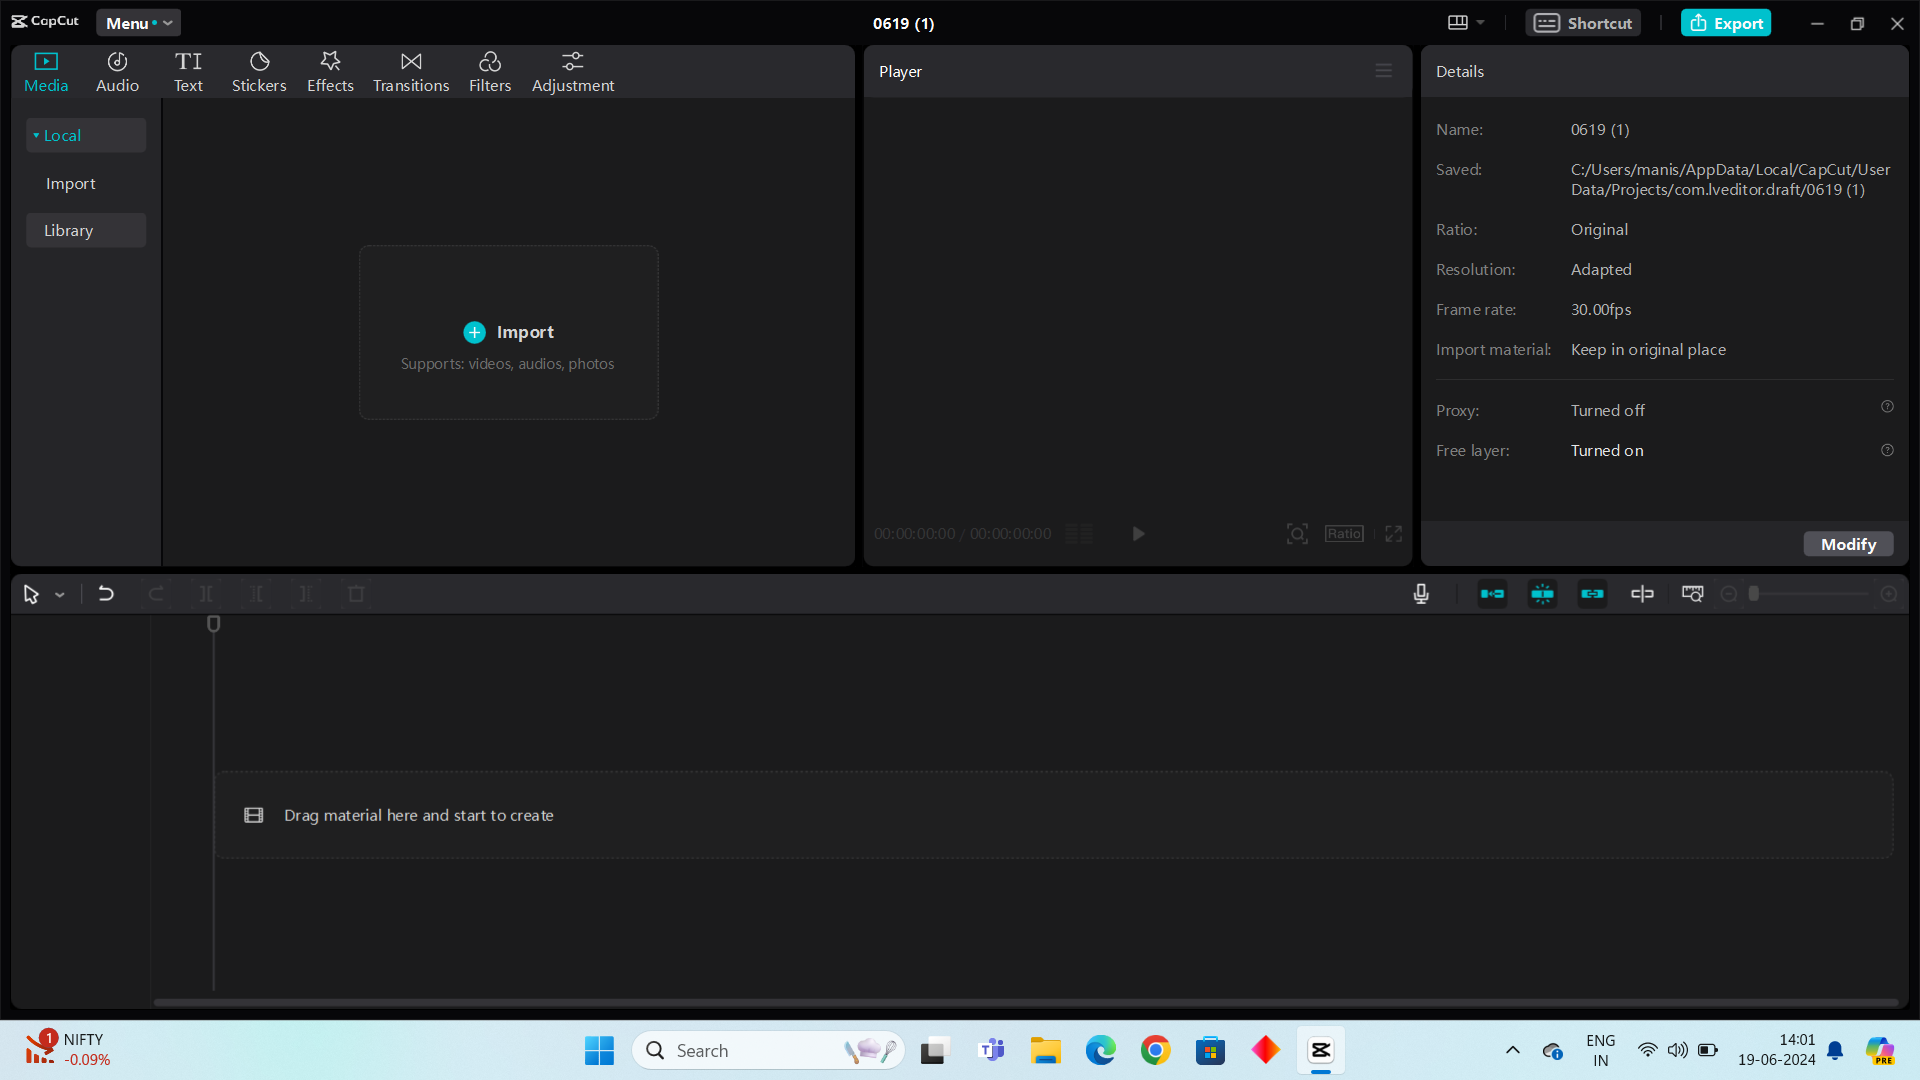 CapCut
Menu
0619 (1)
Shortcut
Export
Media
Audio
Text
Stickers
Effects
Transitions
Filters
Adjustment
Local
Import
Library
Import
Supports: videos, audios, photos
Player
00:00:00:00 / 00:00:00:00
Ratio
Details
Name: 0619 (1)
Saved: C:/Users/manis/AppData/Local/CapCut/User
Data/Projects/com.lveditor.draft/0619 (1)
Ratio: Original
Resolution: Adapted
Frame rate: 30.00fps
Import material: Keep in original place
Proxy: Turned off
Free layer: Turned on
Modify
Drag material here and start to create
1
NIFTY
-0.09%
Search
ENG
IN
14:01
19-06-2024
PRE